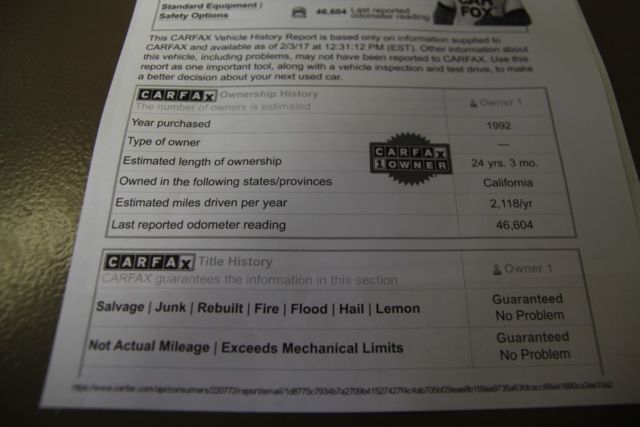 Standard Equipment |
Safety Options
46,604 Last reported
odometer reading
CAR
FOX
This CARFAX Vehicle History Report is based only on information supplied to
CARFAX and available as of 2/3/17 at 12:31:12 PM (EST). Other information about
this vehicle, including problems, may not have been reported to CARFAX. Use this
report as one important tool, along with a vehicle inspection and test drive, to make
a better decision about your next used car.
CARFAX Ownership History
The number of owners is estimated
Owner 1
Year purchased 1992
Type of owner ---
CARFAX
1 OWNER
Estimated length of ownership 24 yrs. 3 mo.
Owned in the following states/provinces California
Estimated miles driven per year 2,118/yr
Last reported odometer reading 46,604
CARFAX Title History
CARFAX guarantees the information in this section
Owner 1
Salvage | Junk | Rebuilt | Fire | Flood | Hail | Lemon
Guaranteed
No Problem
Not Actual Mileage | Exceeds Mechanical Limits
Guaranteed
No Problem